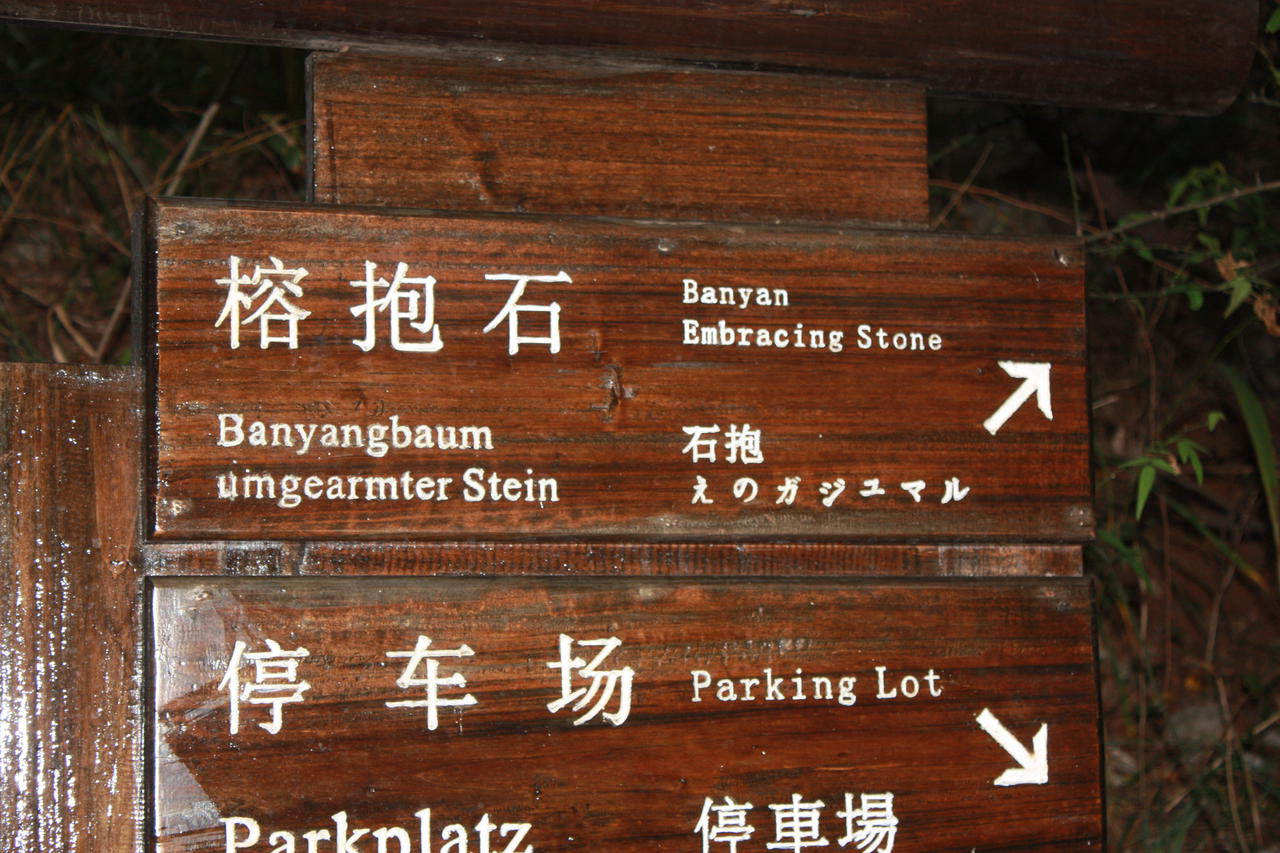 榕抱石
Banyan
Embracing Stone
Banyangbaum
umgearmter Stein
石抱
えのガジュマル
停车场
Parking Lot
Parkplatz
停車場